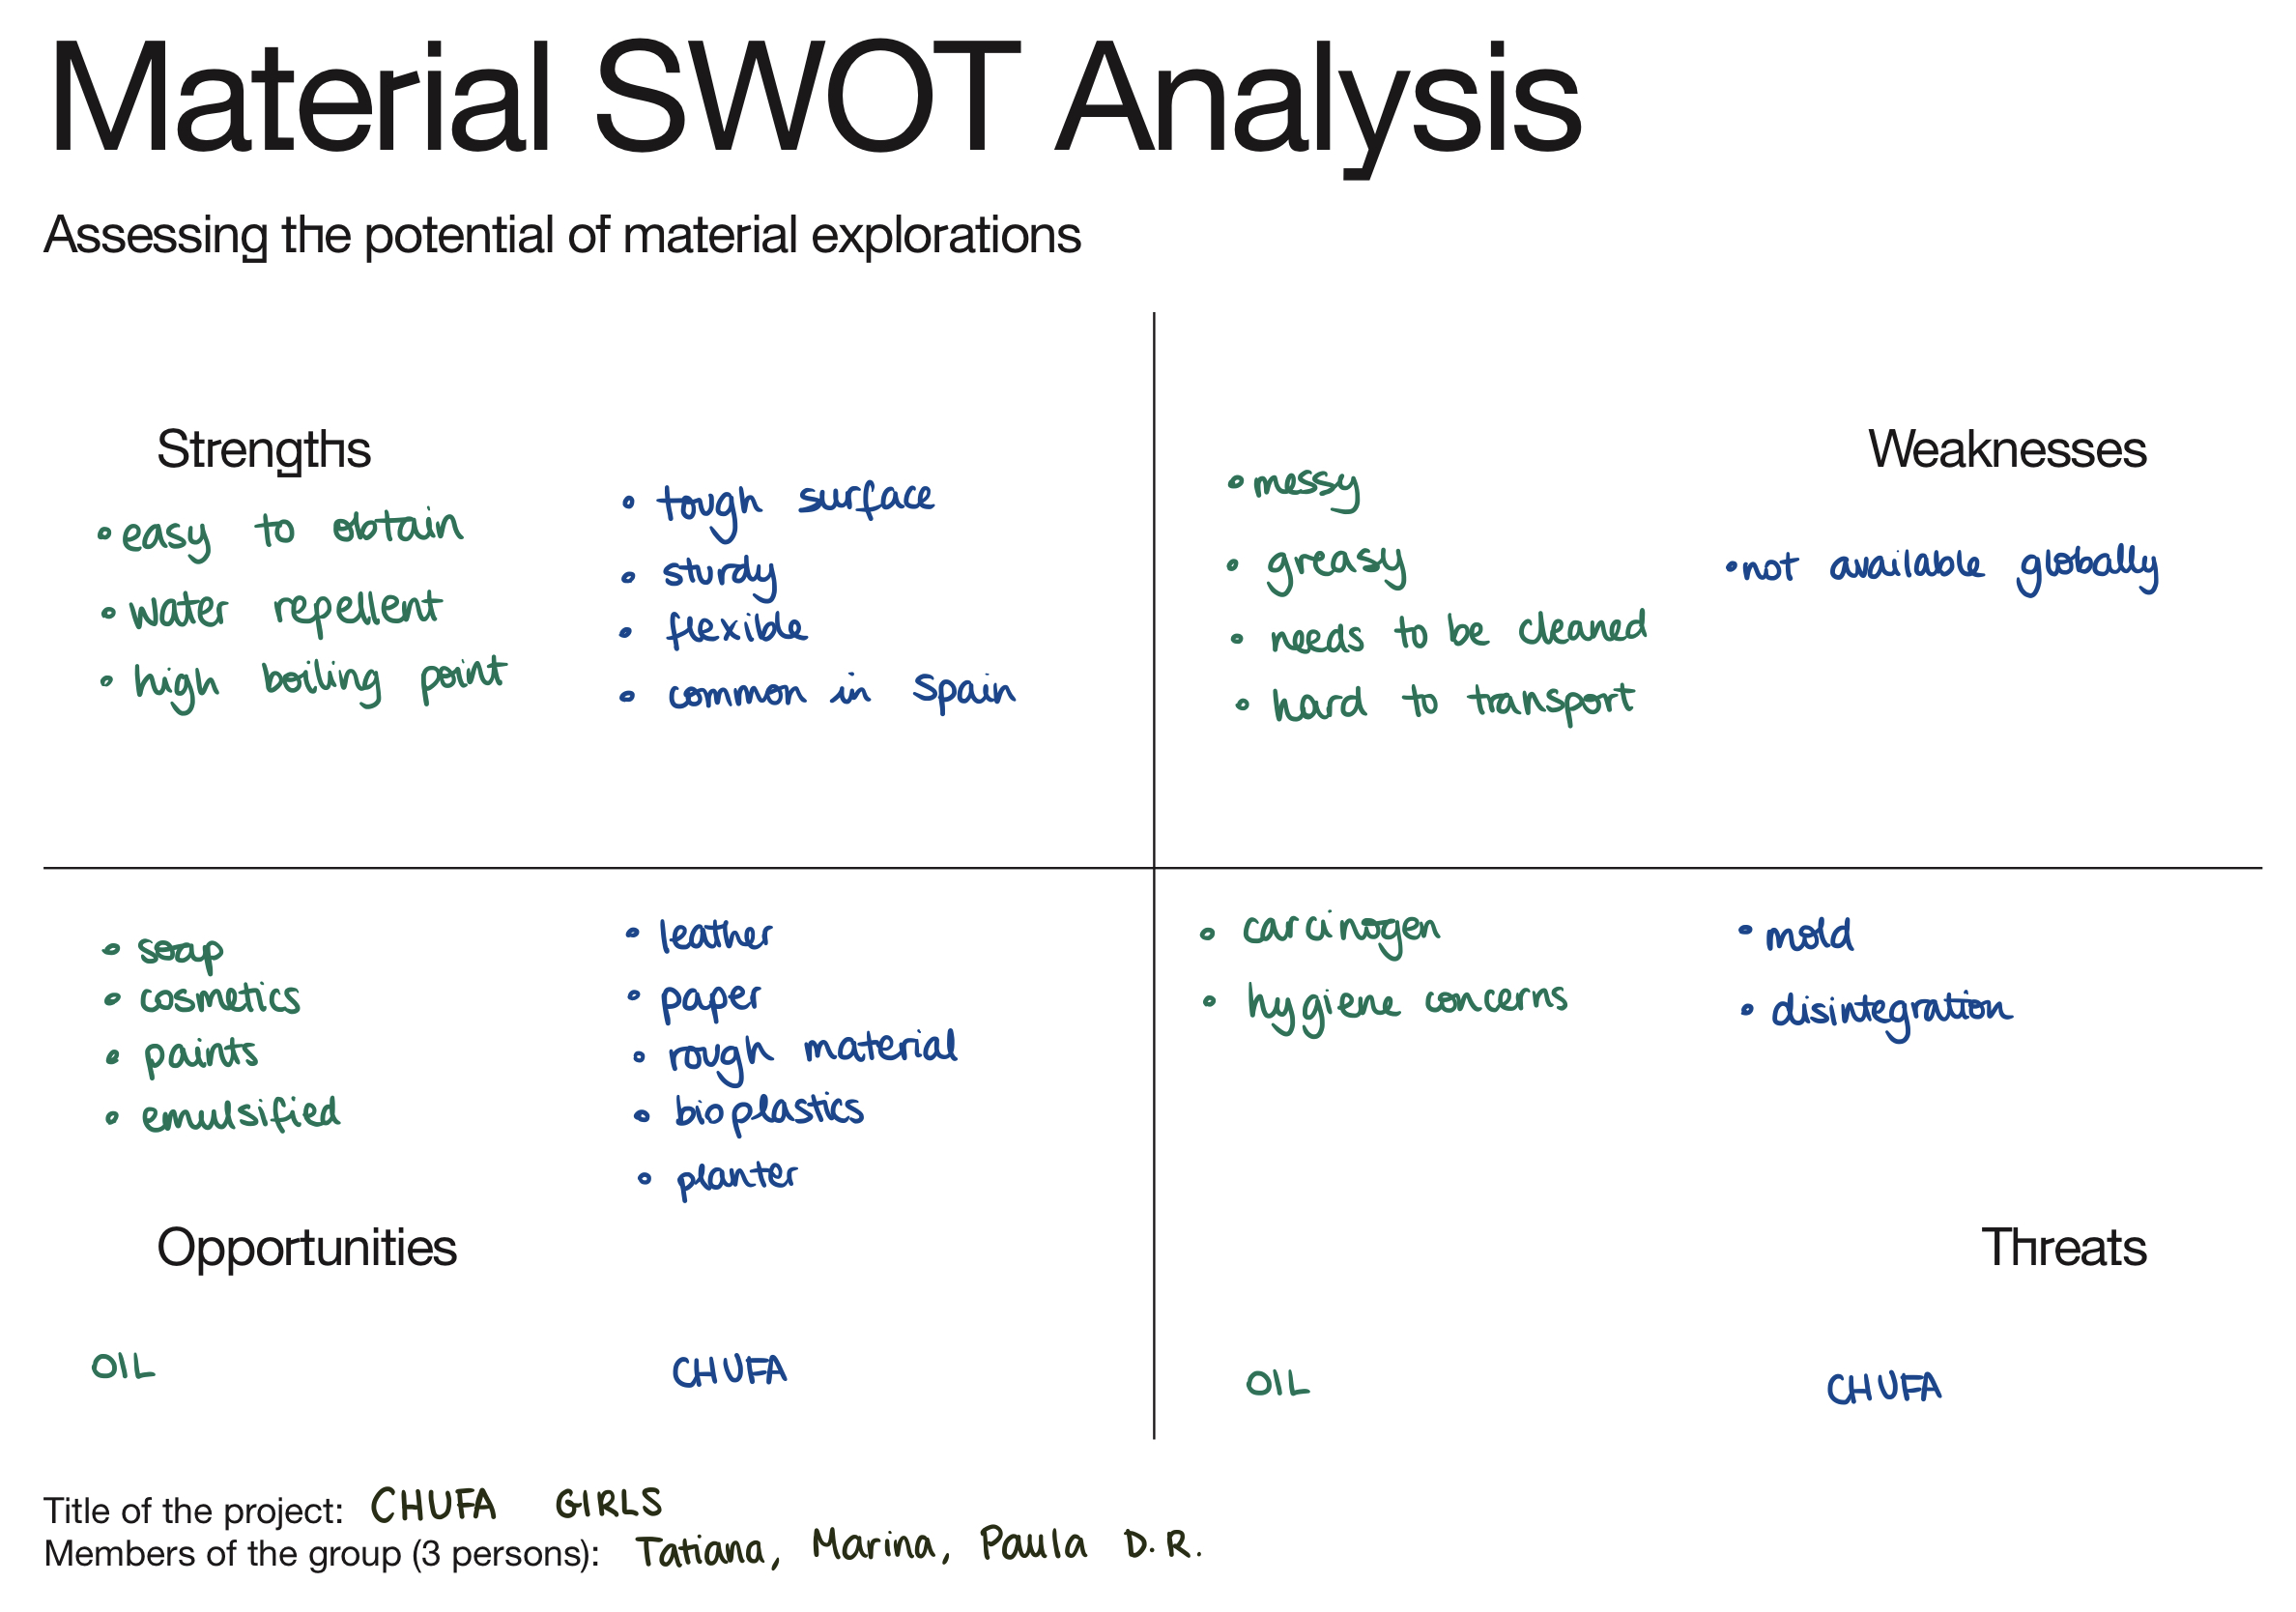 Material SWOT Analysis
Assessing the potential of material explorations
Strengths
• easy to obtain
• water repellent
• high boiling point
• tough surface
• sturdy
• flexible
• common in Spain
Weaknesses
• messy
• greasy
• needs to be cleaned
• hard to transport
• not available globally
• soap
• cosmetics
• paints
• emulsified
• leather
• paper
• rough material
• bioplastics
• planter
Opportunities
OIL
CHUFA
• carcinogen
• hygiene concerns
• mold
• disintegration
Threats
OIL
CHUFA
Title of the project: CHUFA GIRLS
Members of the group (3 persons): Tatiana, Marina, Paula D.R.